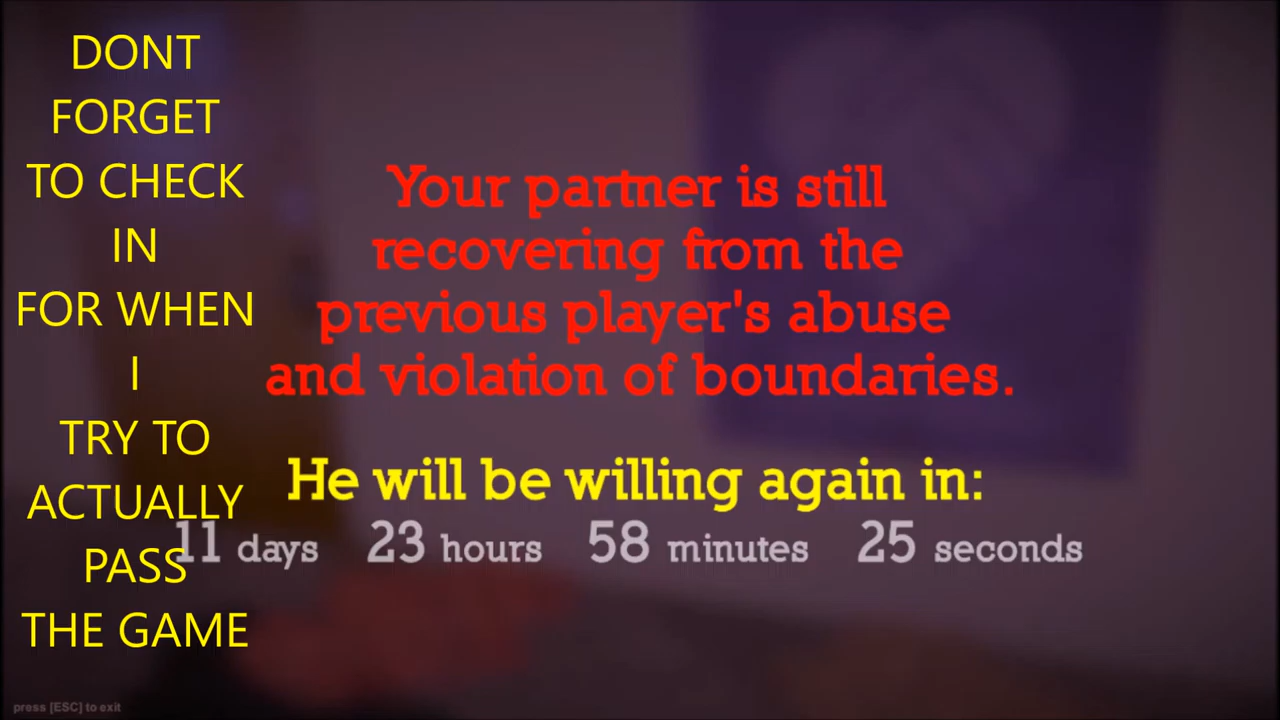 DONT
FORGET
TO CHECK
IN
FOR WHEN
I
TRY TO
ACTUALLY
PASS
THE GAME
Your partner is still
recovering from the
previous player's abuse
and violation of boundaries.
He will be willing again in:
11 days 23 hours 58 minutes 25 seconds
press [ESC] to exit